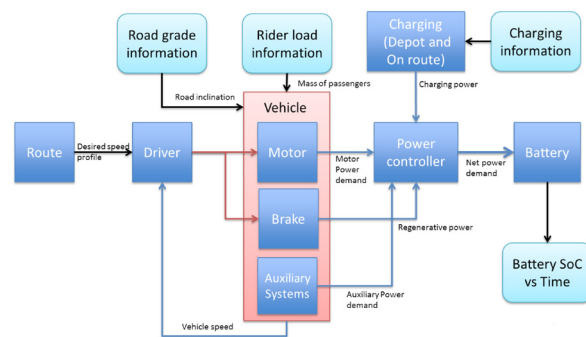 Road grade
information
Rider load
information
Charging
(Depot and
On route)
Charging
information
Road inclination
Mass of passengers
Charging power
Vehicle
Route
Desired speed
profile
Driver
Motor
Motor
Power
demand
Power
controller
Net power
demand
Battery
Brake
Regenerative power
Auxiliary
Systems
Auxiliary Power
demand
Battery SoC
vs Time
Vehicle speed